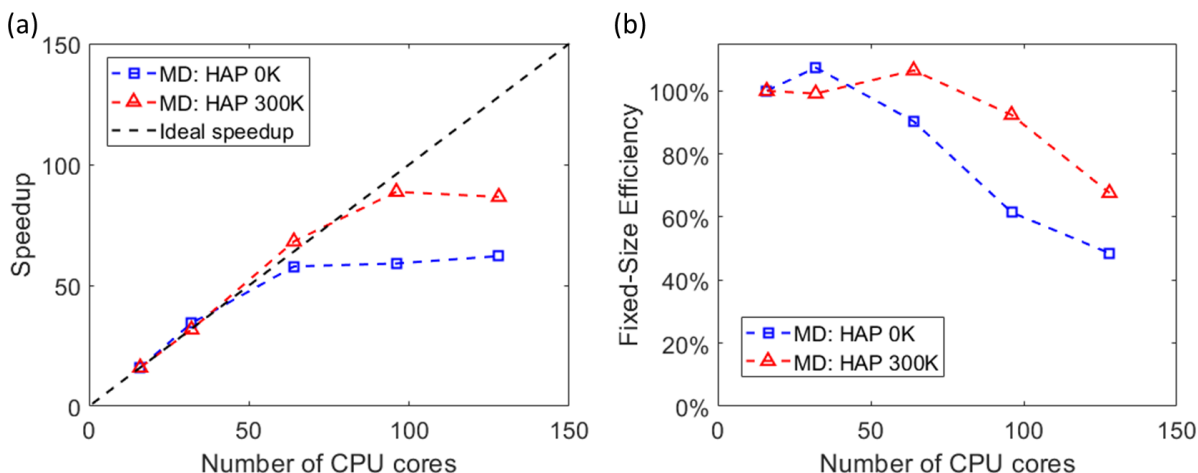 (a)
150
100
50
0
0
50
100
150
Speedup
Number of CPU cores
MD: HAP 0K
MD: HAP 300K
Ideal speedup
(b)
100%
80%
60%
40%
20%
0%
0
50
100
150
Fixed-Size Efficiency
Number of CPU cores
MD: HAP 0K
MD: HAP 300K